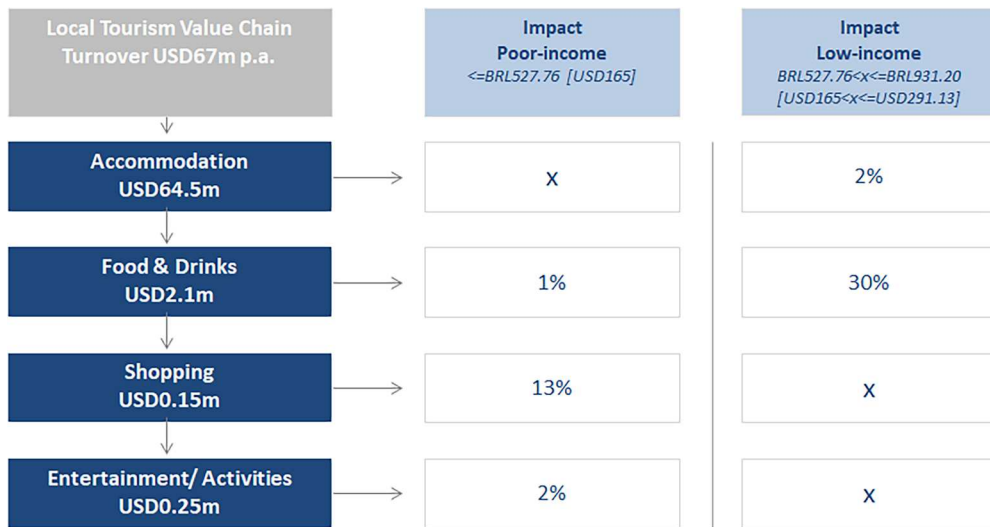 Local Tourism Value Chain
Turnover USD67m p.a.
Impact
Poor-income
<=BRL527.76 [USD165]
Impact
Low-income
BRL527.76<x<=BRL931.20
[USD165<x<=USD291.13]
Accommodation
USD64.5m
x
2%
Food & Drinks
USD2.1m
1%
30%
Shopping
USD0.15m
13%
x
Entertainment/ Activities
USD0.25m
2%
x